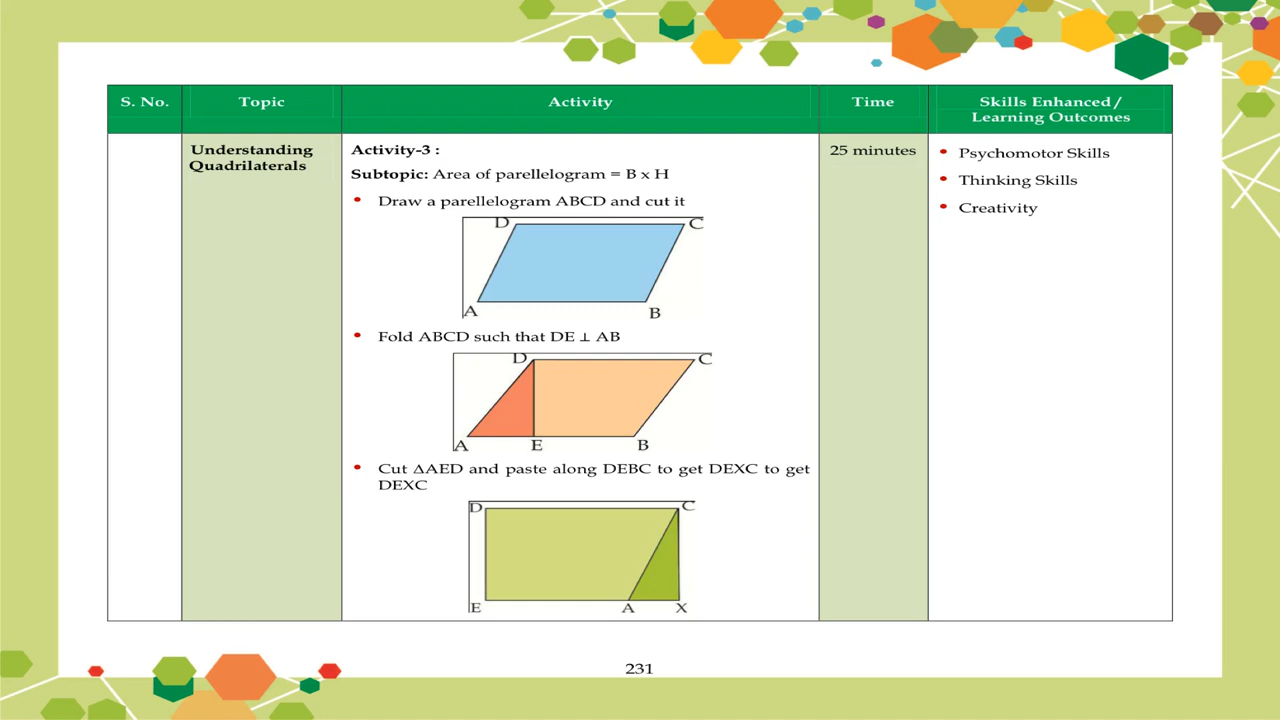 S. No.
Topic
Activity
Time
Skills Enhanced /
Learning Outcomes
Understanding
Quadrilaterals
Activity-3 :
Subtopic: Area of parellelogram = B x H
• Draw a parellelogram ABCD and cut it
D
C
A
B
• Fold ABCD such that DE ⊥ AB
D
C
A
E
B
• Cut ΔAED and paste along DEBC to get DEXC to get
DEXC
D
C
E
A
X
25 minutes
• Psychomotor Skills
• Thinking Skills
• Creativity
231